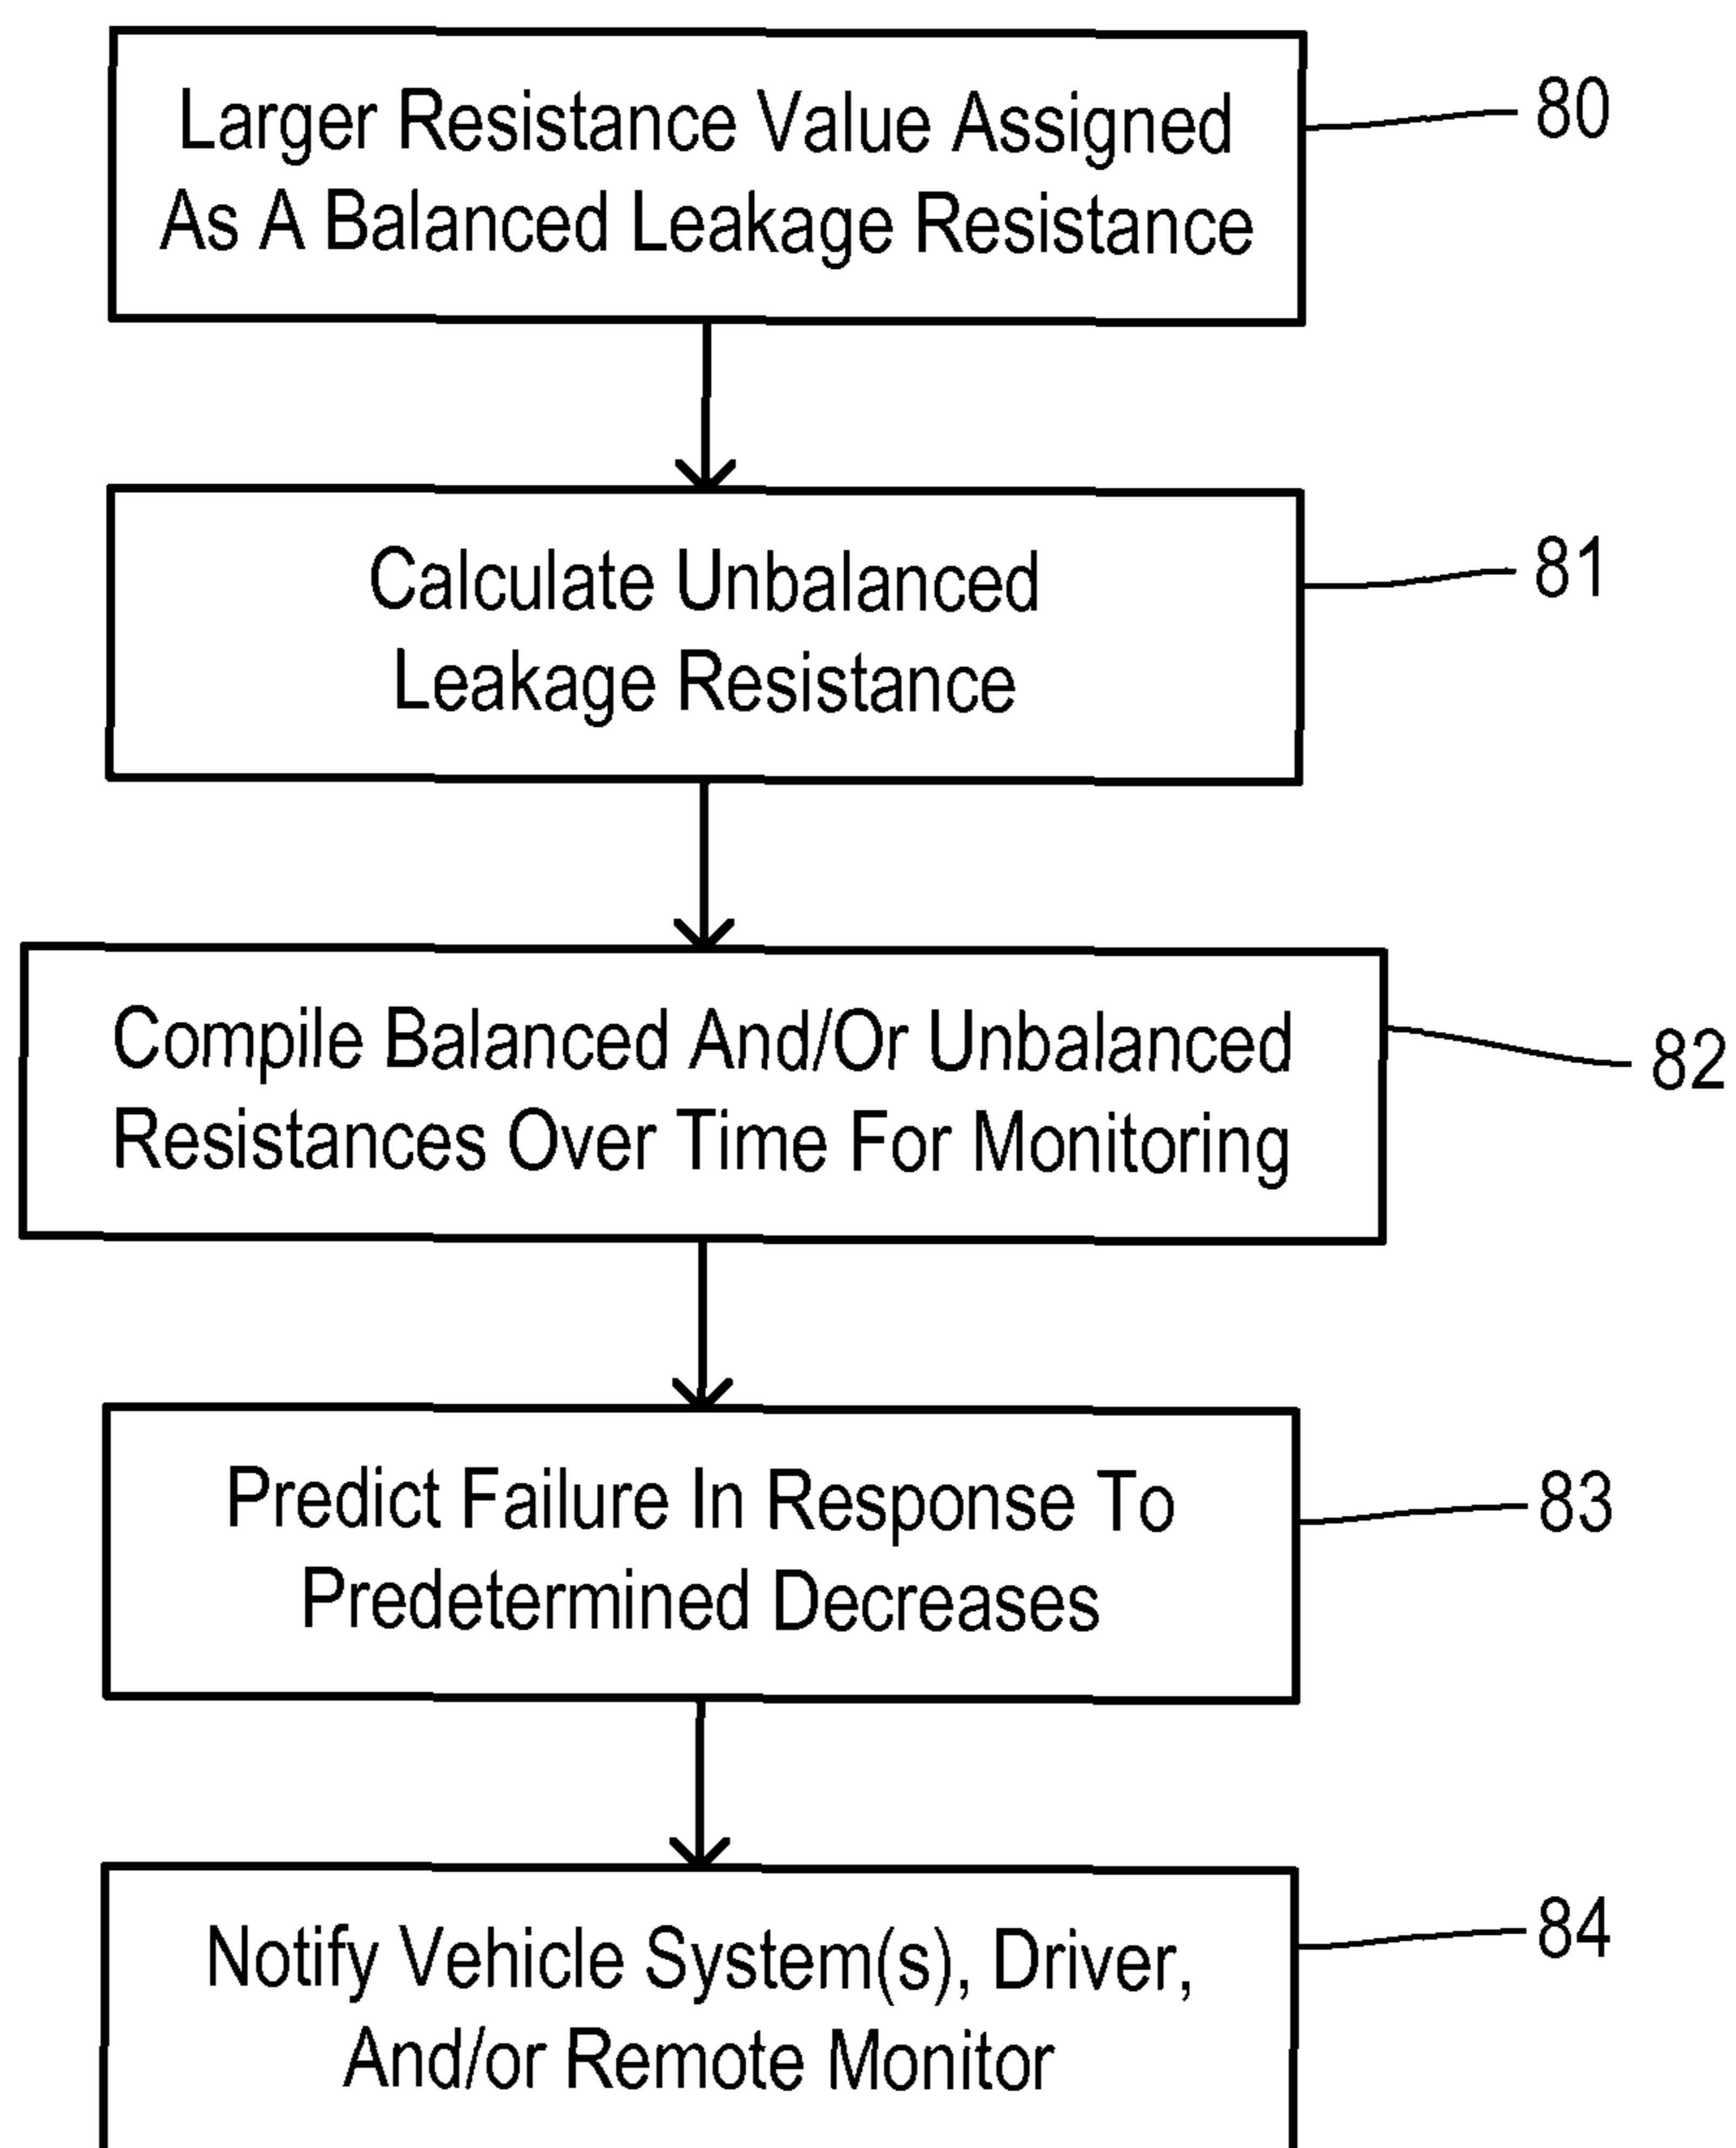 Larger Resistance Value Assigned
As A Balanced Leakage Resistance
80
Calculate Unbalanced
Leakage Resistance
81
Compile Balanced And/Or Unbalanced
Resistances Over Time For Monitoring
82
Predict Failure In Response To
Predetermined Decreases
83
Notify Vehicle System(s), Driver,
And/or Remote Monitor
84